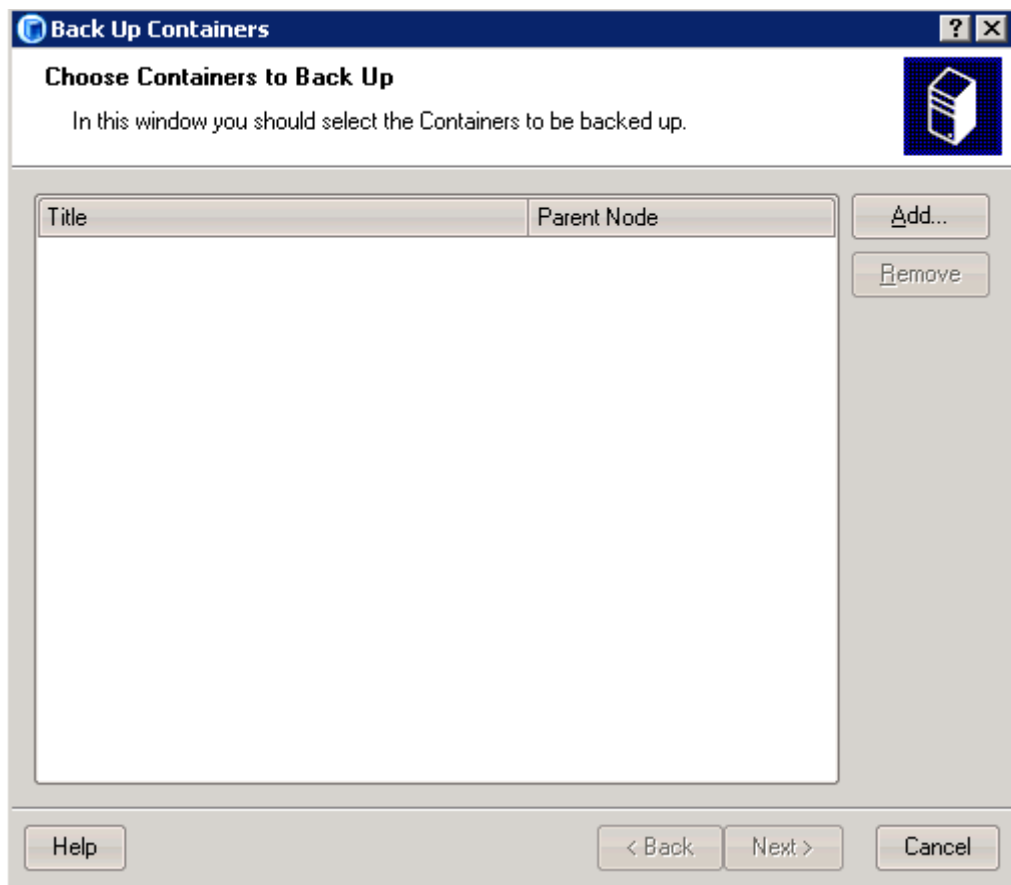 Back Up Containers
Choose Containers to Back Up
In this window you should select the Containers to be backed up.
Title Parent Node
Add...
Remove
Help < Back Next > Cancel